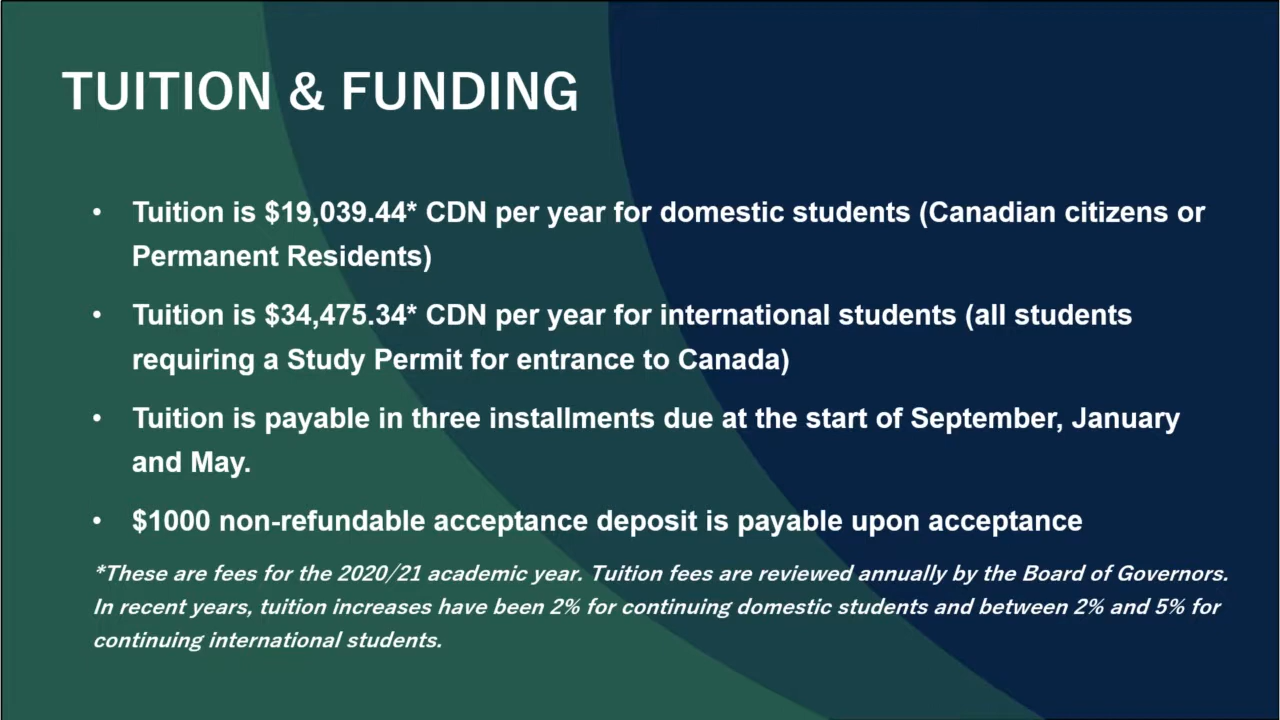 TUITION & FUNDING
• Tuition is $19,039.44* CDN per year for domestic students (Canadian citizens or
Permanent Residents)
• Tuition is $34,475.34* CDN per year for international students (all students
requiring a Study Permit for entrance to Canada)
• Tuition is payable in three installments due at the start of September, January
and May.
• $1000 non-refundable acceptance deposit is payable upon acceptance
*These are fees for the 2020/21 academic year. Tuition fees are reviewed annually by the Board of Governors.
In recent years, tuition increases have been 2% for continuing domestic students and between 2% and 5% for
continuing international students.